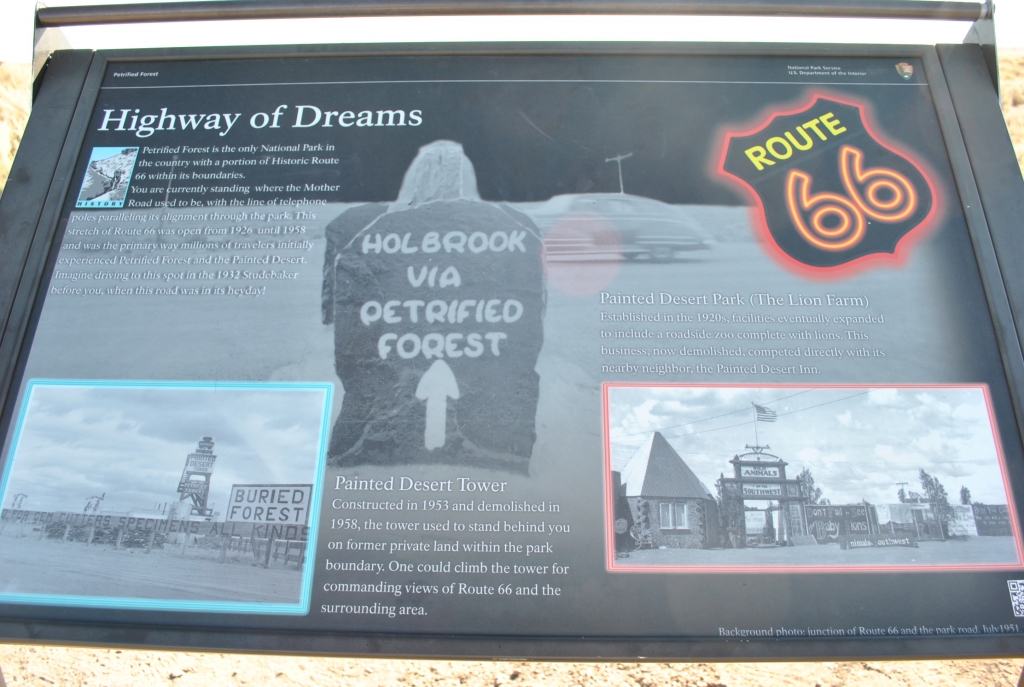 Petrified Forest
National Park Service
U.S. Department of the Interior
Highway of Dreams
HISTORY
Petrified Forest is the only National Park in
the country with a portion of Historic Route
66 within its boundaries.
You are currently standing where the Mother
Road used to be, with the line of telephone
poles paralleling its alignment through the park. This
stretch of Route 66 was open from 1926 until 1958
and was the primary way millions of travelers initially
experienced Petrified Forest and the Painted Desert.
Imagine driving to this spot in the 1932 Studebaker
before you, when this road was in its heyday!
HOLBROOK
VIA
PETRIFIED
FOREST
ROUTE
66
Painted Desert Park (The Lion Farm)
Established in the 1920s, facilities eventually expanded
to include a roadside zoo complete with lions. This
business, now demolished, competed directly with its
nearby neighbor, the Painted Desert Inn.
DESERT
TOWER
BURIED
FOREST
SPECIMENS ALL KINDS
Painted Desert Tower
Constructed in 1953 and demolished in
1958, the tower used to stand behind you
on former private land within the park
boundary. One could climb the tower for
commanding views of Route 66 and the
surrounding area.
ANIMALS
SOUTHWEST
Background photo: junction of Route 66 and the park road, July 1951